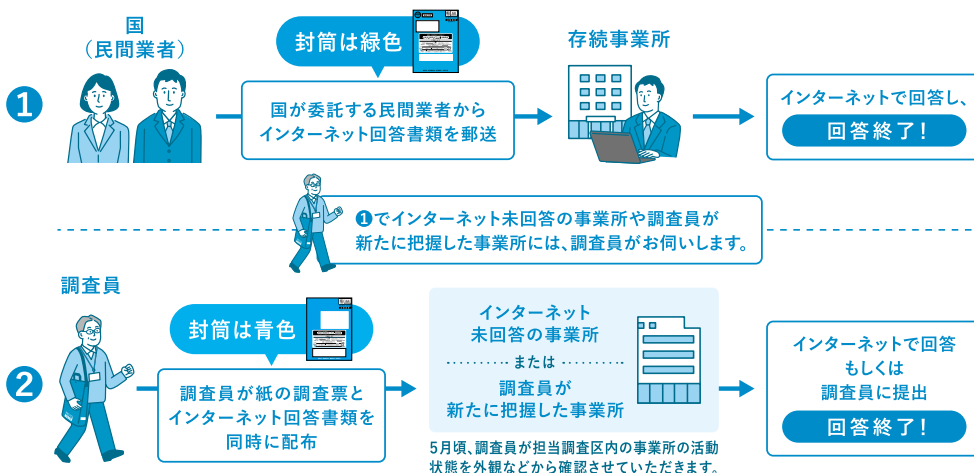 国
（民間業者）
封筒は緑色
存続事業所
1
国が委託する民間業者から
インターネット回答書類を郵送
インターネットで回答し、
回答終了！
❶でインターネット未回答の事業所や調査員が
新たに把握した事業所には、調査員がお伺いします。
調査員
封筒は青色
2
調査員が紙の調査票と
インターネット回答書類を
同時に配布
インターネット
未回答の事業所
または
調査員が
新たに把握した事業所
5月頃、調査員が担当調査区内の事業所の活動
状態を外観などから確認させていただきます。
インターネットで回答
もしくは
調査員に提出
回答終了！